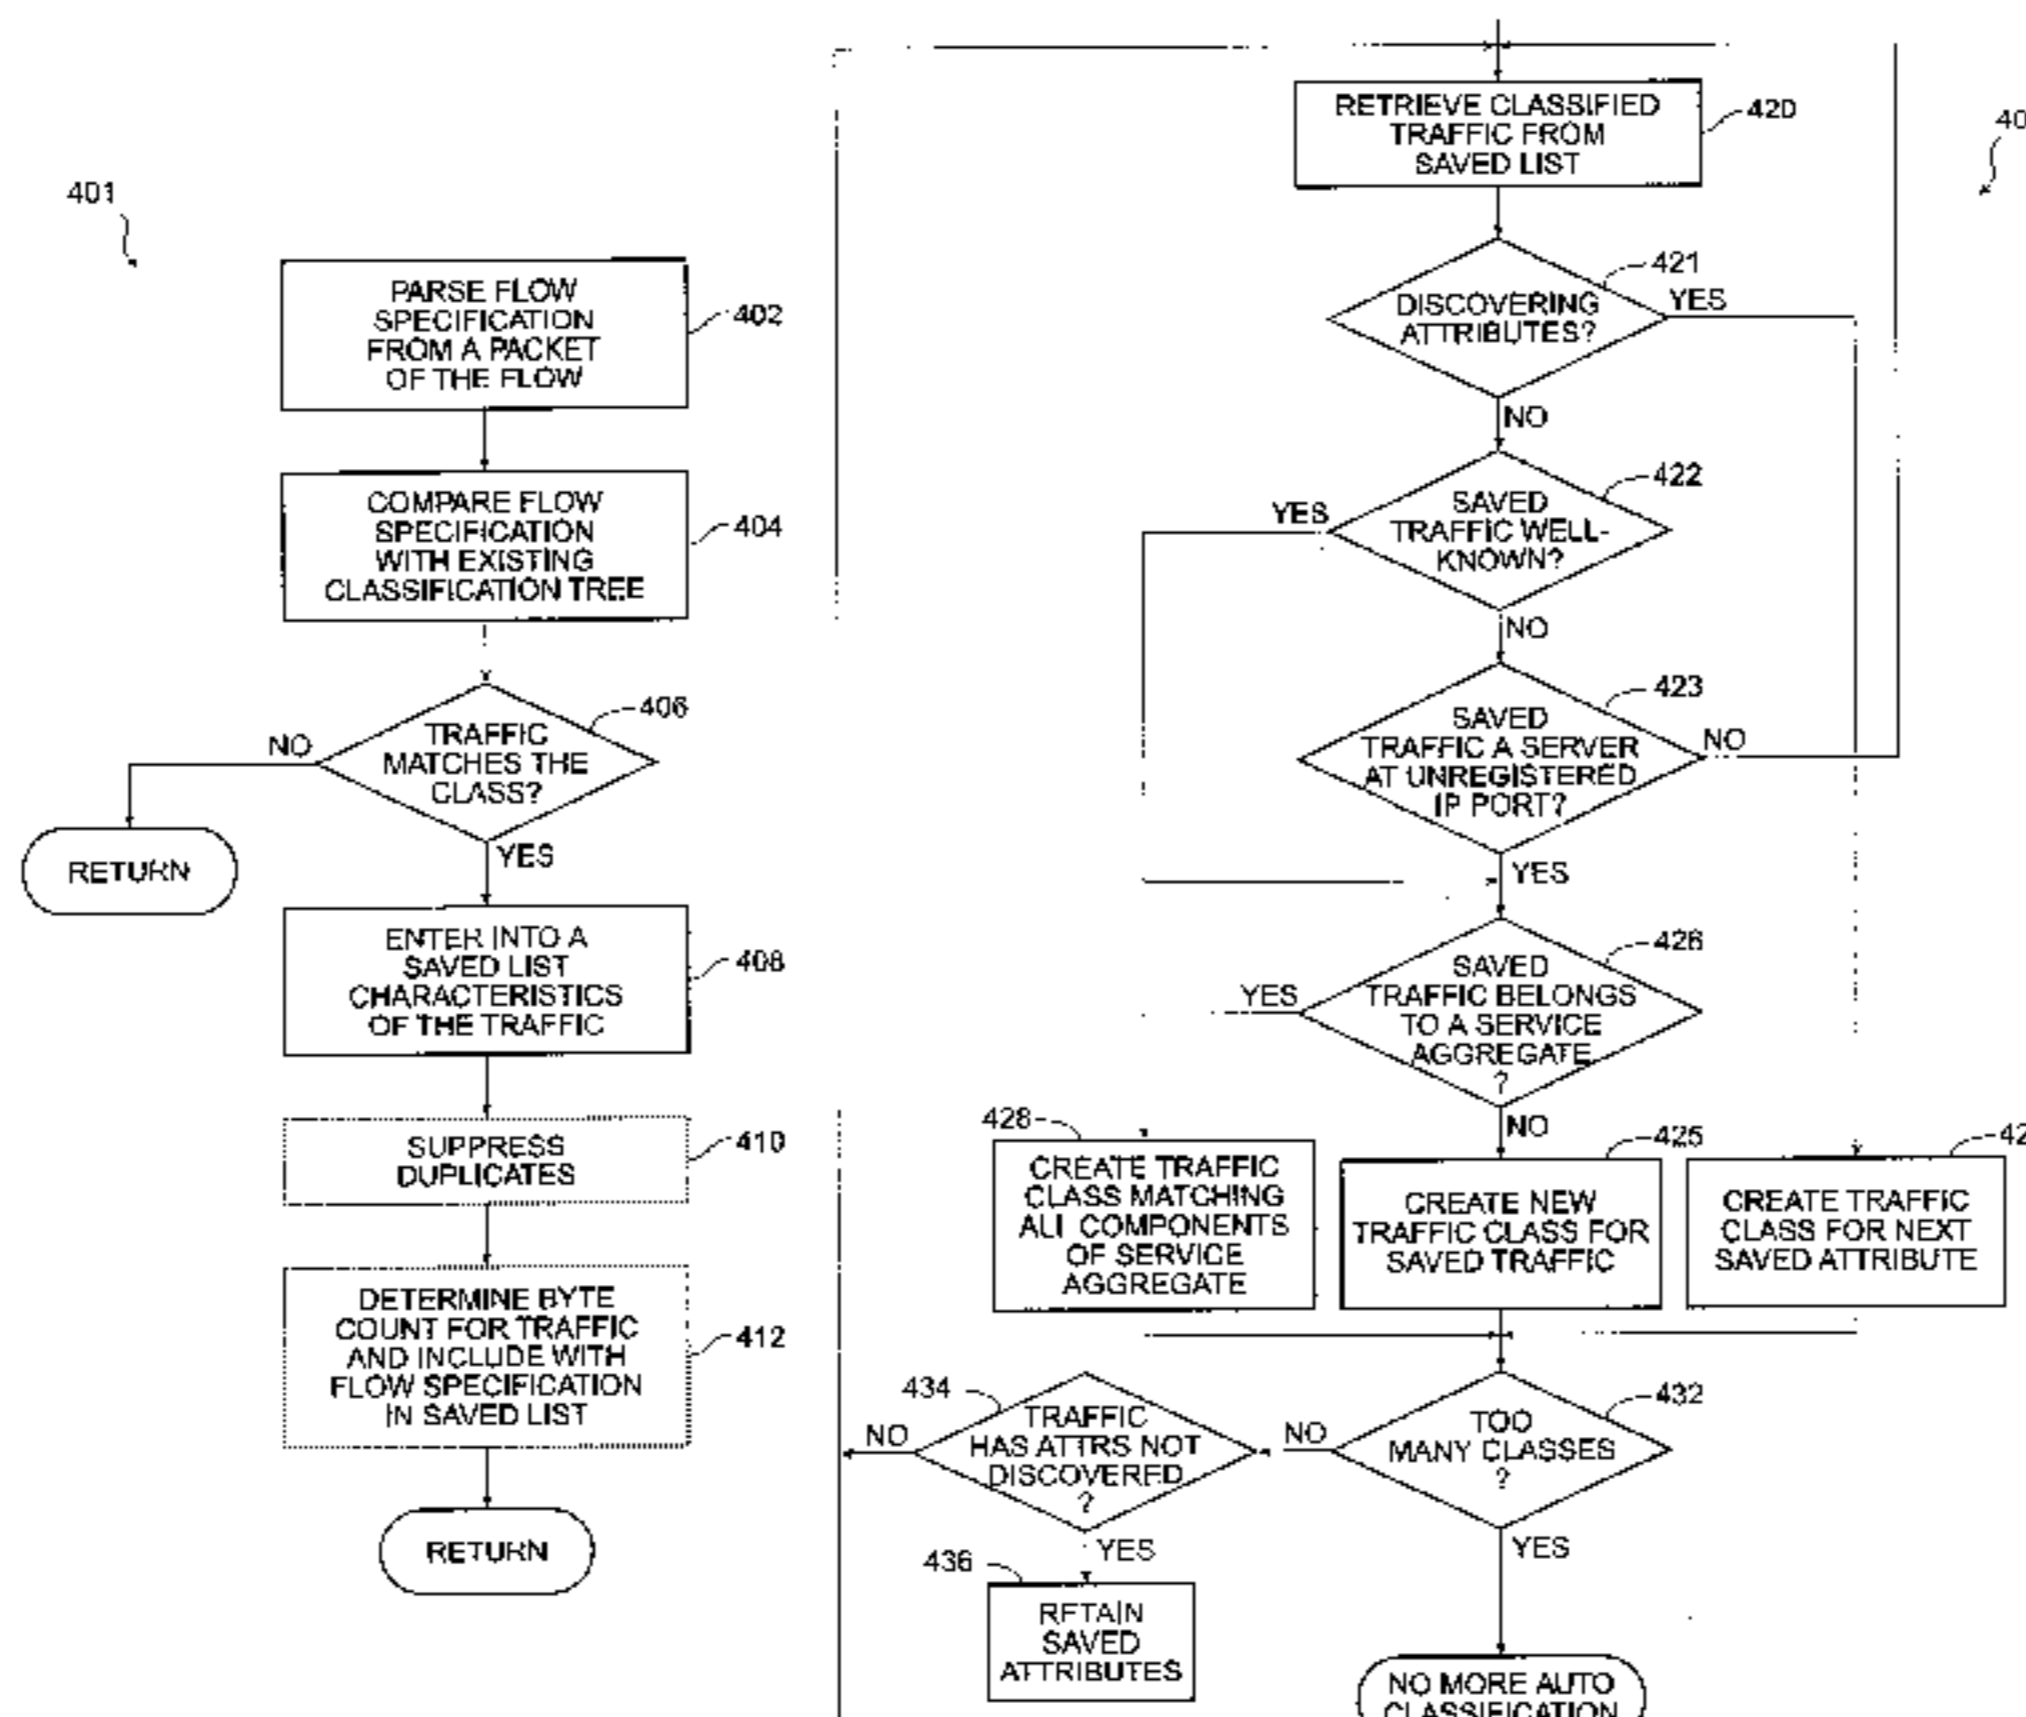 401
PARSE FLOW
SPECIFICATION
FROM A PACKET
OF THE FLOW
402
COMPARE FLOW
SPECIFICATION
WITH EXISTING
CLASSIFICATION TREE
404
TRAFFIC
MATCHES THE
CLASS?
406
NO
RETURN
YES
ENTER INTO A
SAVED LIST
CHARACTERISTICS
OF THE TRAFFIC
408
SUPPRESS
DUPLICATES
410
DETERMINE BYTE
COUNT FOR TRAFFIC
AND INCLUDE WITH
FLOW SPECIFICATION
IN SAVED LIST
412
RETURN
RETRIEVE CLASSIFIED
TRAFFIC FROM
SAVED LIST
420
DISCOVERING
ATTRIBUTES?
421
YES
NO
SAVED
TRAFFIC WELL-
KNOWN?
422
YES
NO
SAVED
TRAFFIC A SERVER
AT UNREGISTERED
IP PORT?
423
NO
YES
SAVED
TRAFFIC BELONGS
TO A SERVICE
AGGREGATE
?
426
YES
NO
428
CREATE TRAFFIC
CLASS MATCHING
ALL COMPONENTS
OF SERVICE
AGGREGATE
425
CREATE NEW
TRAFFIC CLASS FOR
SAVED TRAFFIC
CREATE TRAFFIC
CLASS FOR NEXT
SAVED ATTRIBUTE
432
TOO
MANY CLASSES
?
NO
YES
434
TRAFFIC
HAS ATTRS NOT
DISCOVERED
?
NO
YES
436
RETAIN
SAVED
ATTRIBUTES
NO MORE AUTO
CLASSIFICATION